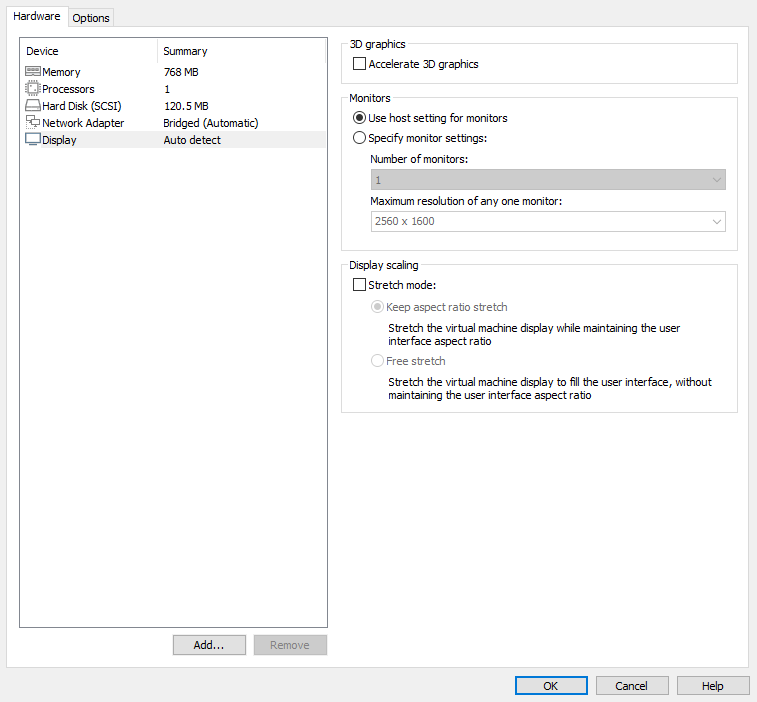 Hardware
Options
Device Summary
Memory 768 MB
Processors 1
Hard Disk (SCSI) 120.5 MB
Network Adapter Bridged (Automatic)
Display Auto detect
Add...
Remove
3D graphics
Accelerate 3D graphics
Monitors
Use host setting for monitors
Specify monitor settings:
Number of monitors:
1
Maximum resolution of any one monitor:
2560 x 1600
Display scaling
Stretch mode:
Keep aspect ratio stretch
Stretch the virtual machine display while maintaining the user
interface aspect ratio
Free stretch
Stretch the virtual machine display to fill the user interface, without
maintaining the user interface aspect ratio
OK
Cancel
Help